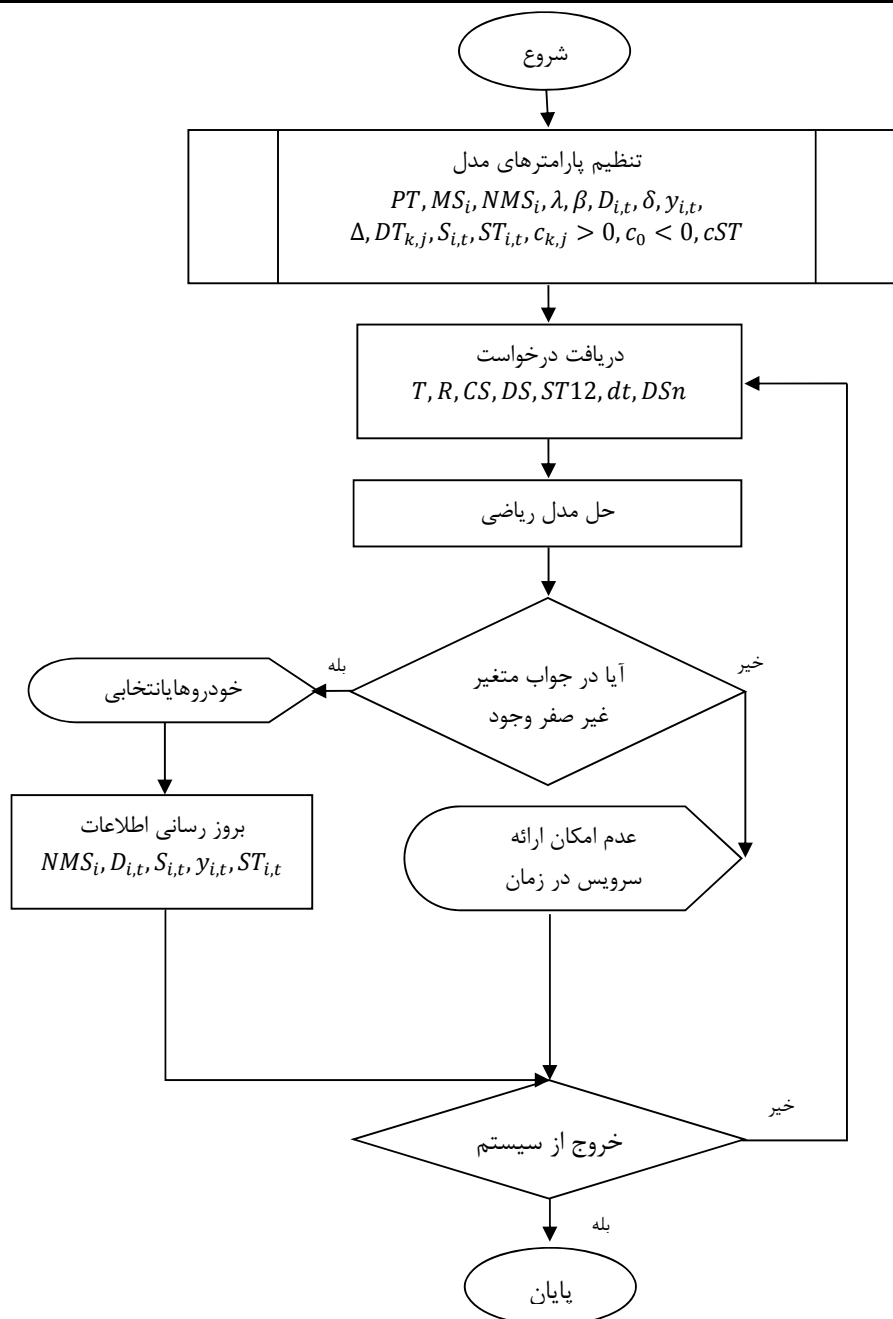 شروع
تنظیم پارامترهای مدل
PT, MS_i, NMS_i, λ, β, D_{i,t}, δ, y_{i,t},
Δ, DT_{k,j}, S_{i,t}, ST_{i,t}, c_{k,j} > 0, c_0 < 0, cST
دریافت درخواست
T, R, CS, DS, ST12, dt, DSn
حل مدل ریاضی
آیا در جواب متغیر
غیر صفر وجود
خیر
بله
خودروهایانتخابی
بروز رسانی اطلاعات
NMS_i, D_{i,t}, S_{i,t}, y_{i,t}, ST_{i,t}
عدم امکان ارائه
سرویس در زمان
خروج از سیستم
خیر
بله
پایان